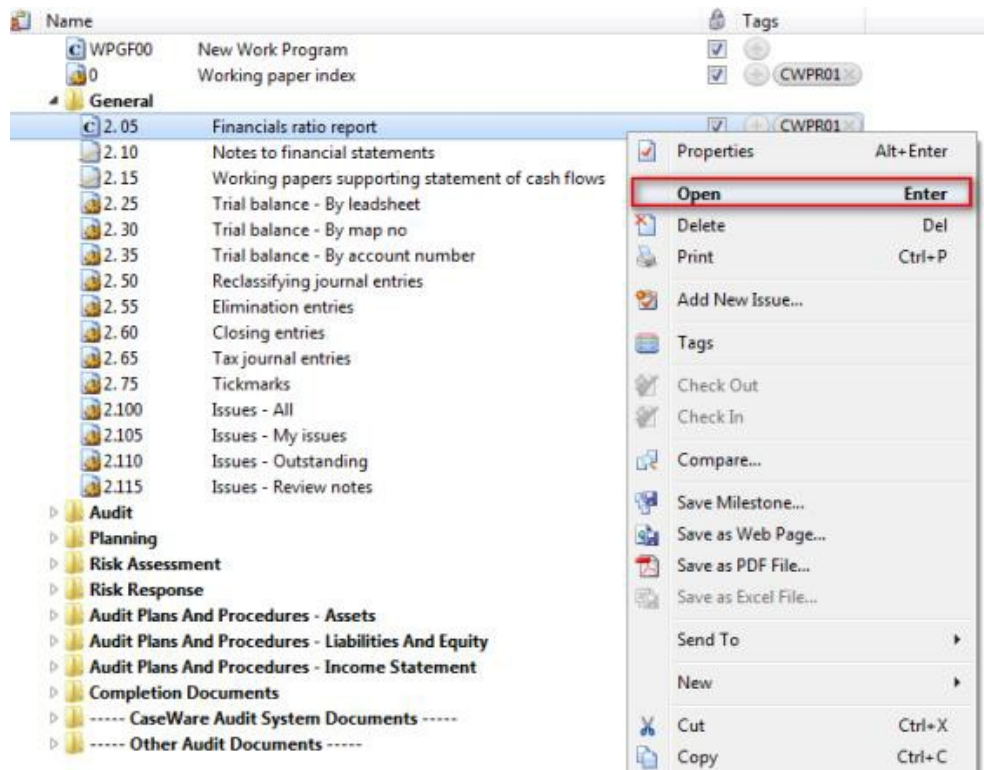 Name Tags
WPGF00 New Work Program
0 Working paper index CWPR01
General
2. 05 Financials ratio report CWPR01
2. 10 Notes to financial statements
2. 15 Working papers supporting statement of cash flows
2. 25 Trial balance - By leadsheet
2. 30 Trial balance - By map no
2. 35 Trial balance - By account number
2. 50 Reclassifying journal entries
2. 55 Elimination entries
2. 60 Closing entries
2. 65 Tax journal entries
2. 75 Tickmarks
2.100 Issues - All
2.105 Issues - My issues
2.110 Issues - Outstanding
2.115 Issues - Review notes
Audit
Planning
Risk Assessment
Risk Response
Audit Plans And Procedures - Assets
Audit Plans And Procedures - Liabilities And Equity
Audit Plans And Procedures - Income Statement
Completion Documents
----- CaseWare Audit System Documents -----
----- Other Audit Documents -----
Properties Alt+Enter
Open Enter
Delete Del
Print Ctrl+P
Add New Issue...
Tags
Check Out
Check In
Compare...
Save Milestone...
Save as Web Page...
Save as PDF File...
Save as Excel File...
Send To
New
Cut Ctrl+X
Copy Ctrl+C